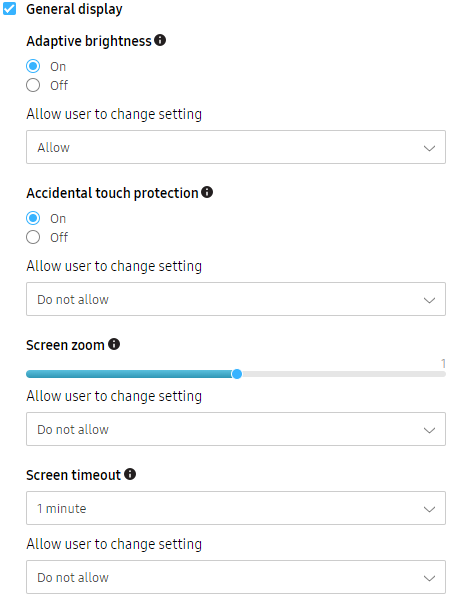 General display
Adaptive brightness
On
Off
Allow user to change setting
Allow
Accidental touch protection
On
Off
Allow user to change setting
Do not allow
Screen zoom
1
Allow user to change setting
Do not allow
Screen timeout
1 minute
Allow user to change setting
Do not allow